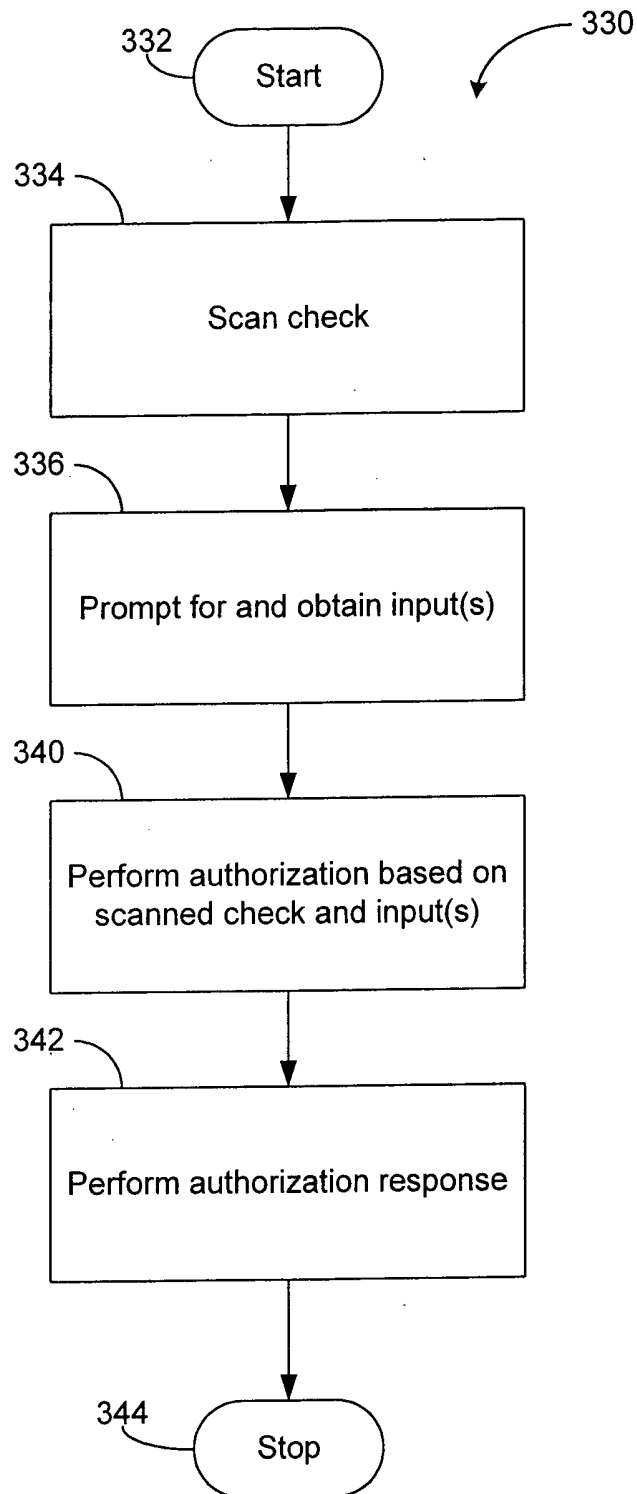 330
332
Start
334
Scan check
336
Prompt for and obtain input(s)
340
Perform authorization based on
scanned check and input(s)
342
Perform authorization response
344
Stop